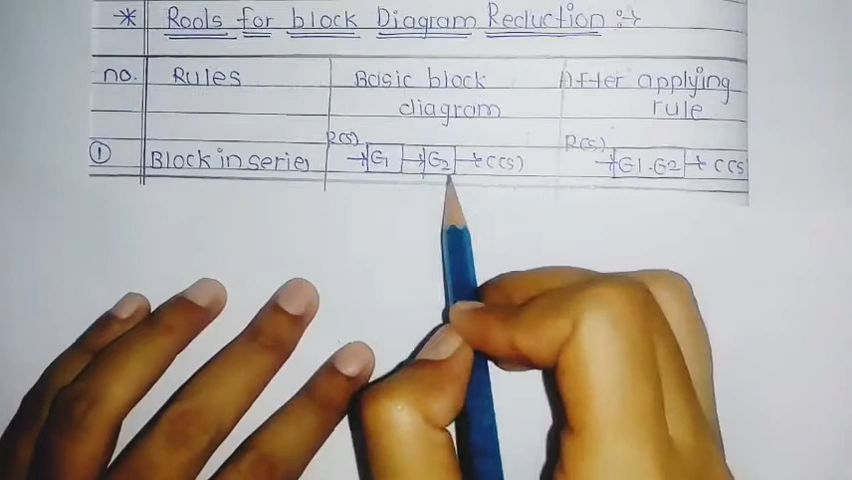 * Rools for block Diagram Reduction :→
no. Rules Basic block diagram After applying rule
① Block in series R(s) → G1 → G2 → C(S) R(s) → G1.G2 → C(S)